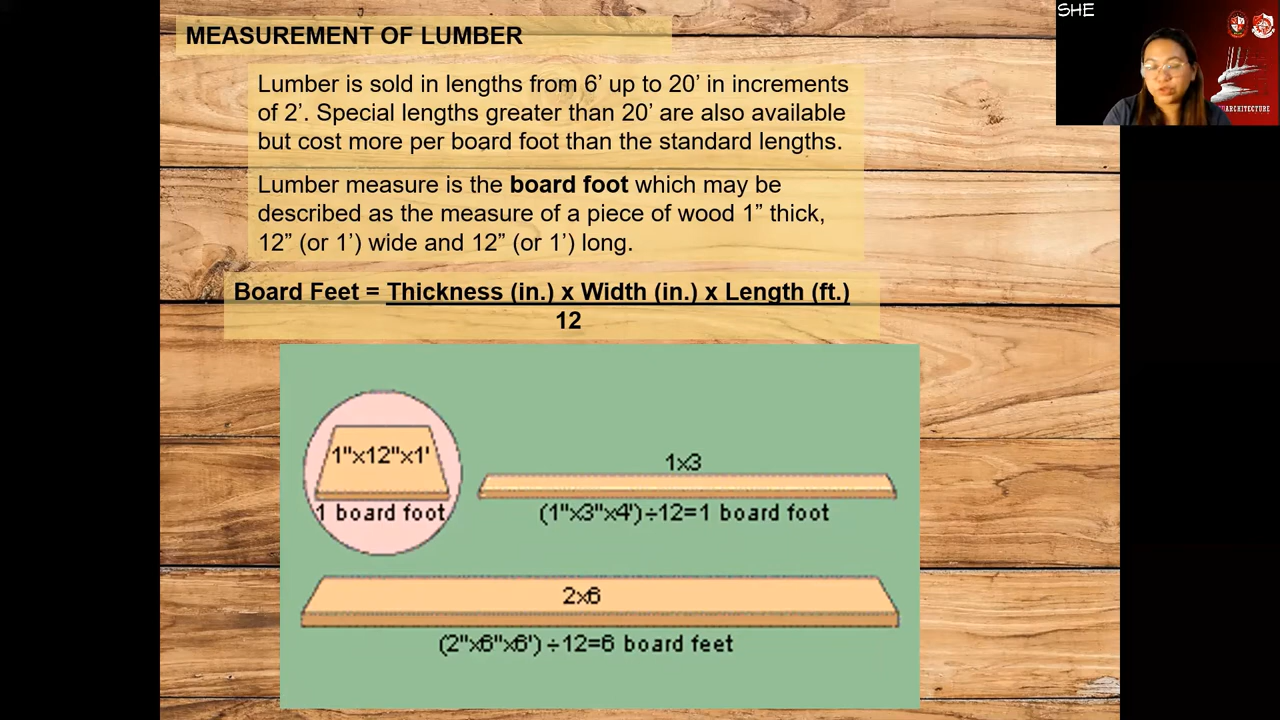 SHE
MEASUREMENT OF LUMBER
Lumber is sold in lengths from 6’ up to 20’ in increments
of 2’. Special lengths greater than 20’ are also available
but cost more per board foot than the standard lengths.
Lumber measure is the board foot which may be
described as the measure of a piece of wood 1” thick,
12” (or 1’) wide and 12” (or 1’) long.
Board Feet = Thickness (in.) x Width (in.) x Length (ft.)
12
1"x12"x1'
1 board foot
1x3
(1"x3"x4')÷12=1 board foot
2x6
(2"x6"x6')÷12=6 board feet